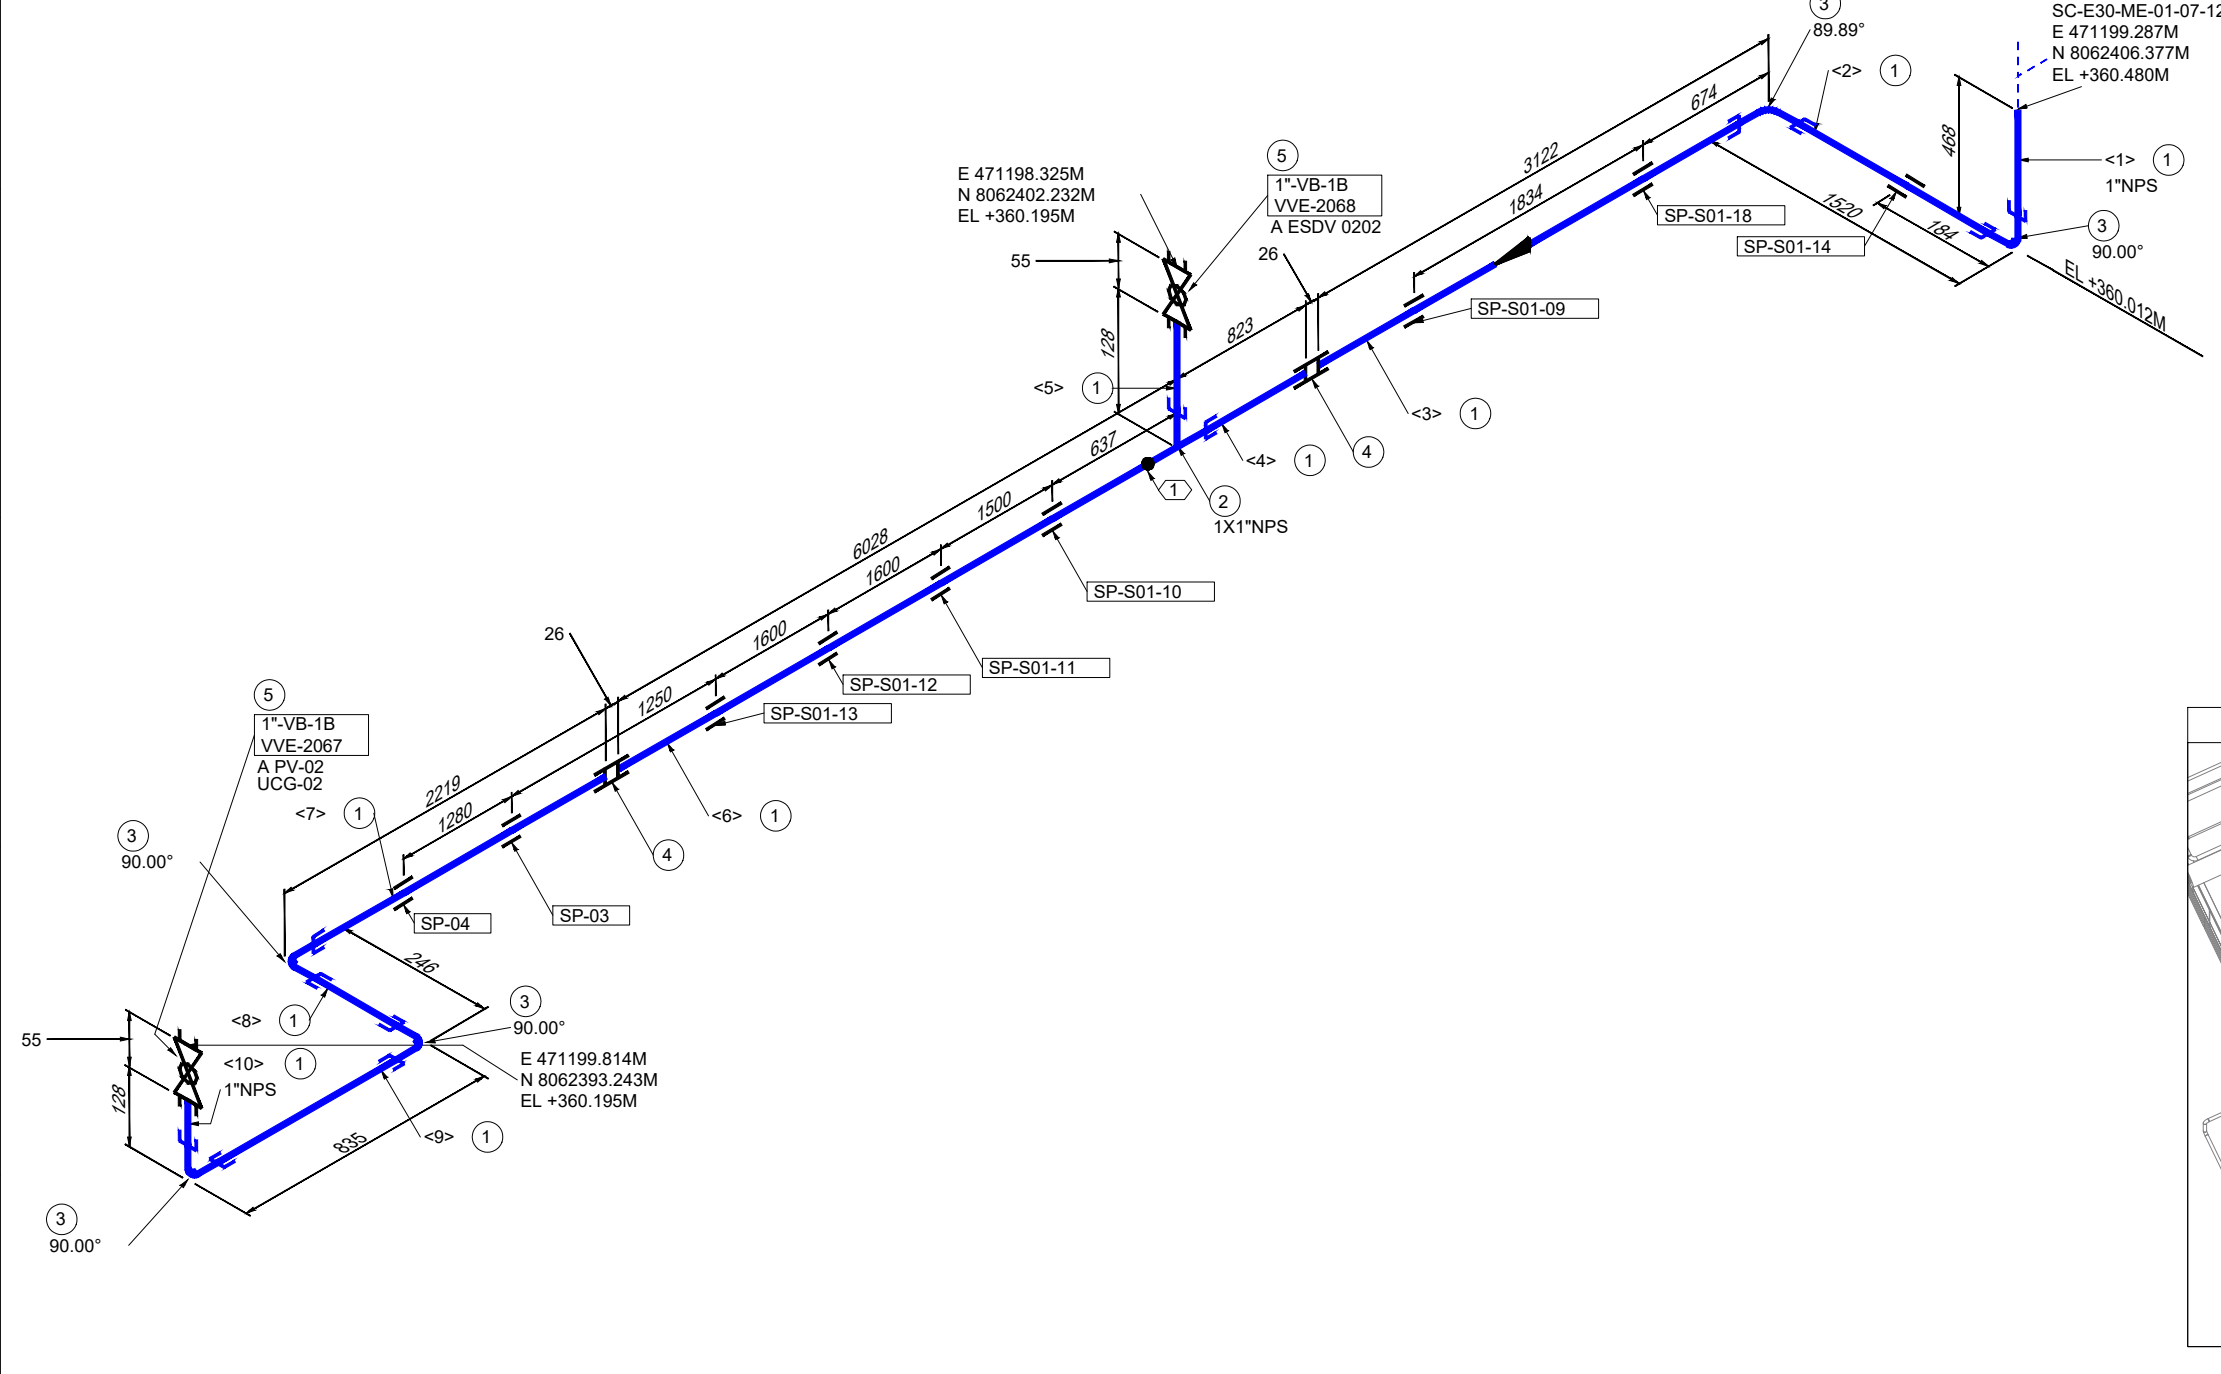 3
89.89°
SC-E30-ME-01-07-12
E 471199.287M
N 8062406.377M
EL +360.480M
<2> 1
674
468
3122
<1> 1
1"NPS
E 471198.325M
N 8062402.232M
EL +360.195M
5
1"-VB-1B
VVE-2068
A ESDV 0202
1834
1520
SP-S01-18
184
SP-S01-14
3
90.00°
EL +360.012M
55
26
SP-S01-09
823
128
<5> 1
<3> 1
637
<4> 1
4
1
2
1X1"NPS
1500
6028
1600
SP-S01-10
26
1600
SP-S01-11
SP-S01-12
5
1"-VB-1B
VVE-2067
A PV-02
UCG-02
1250
SP-S01-13
2219
<7> 1
1280
<6> 1
3
90.00°
4
SP-04
SP-03
246
3
90.00°
<8> 1
55
<10> 1
1"NPS
E 471199.814M
N 8062393.243M
EL +360.195M
128
835
<9> 1
3
90.00°